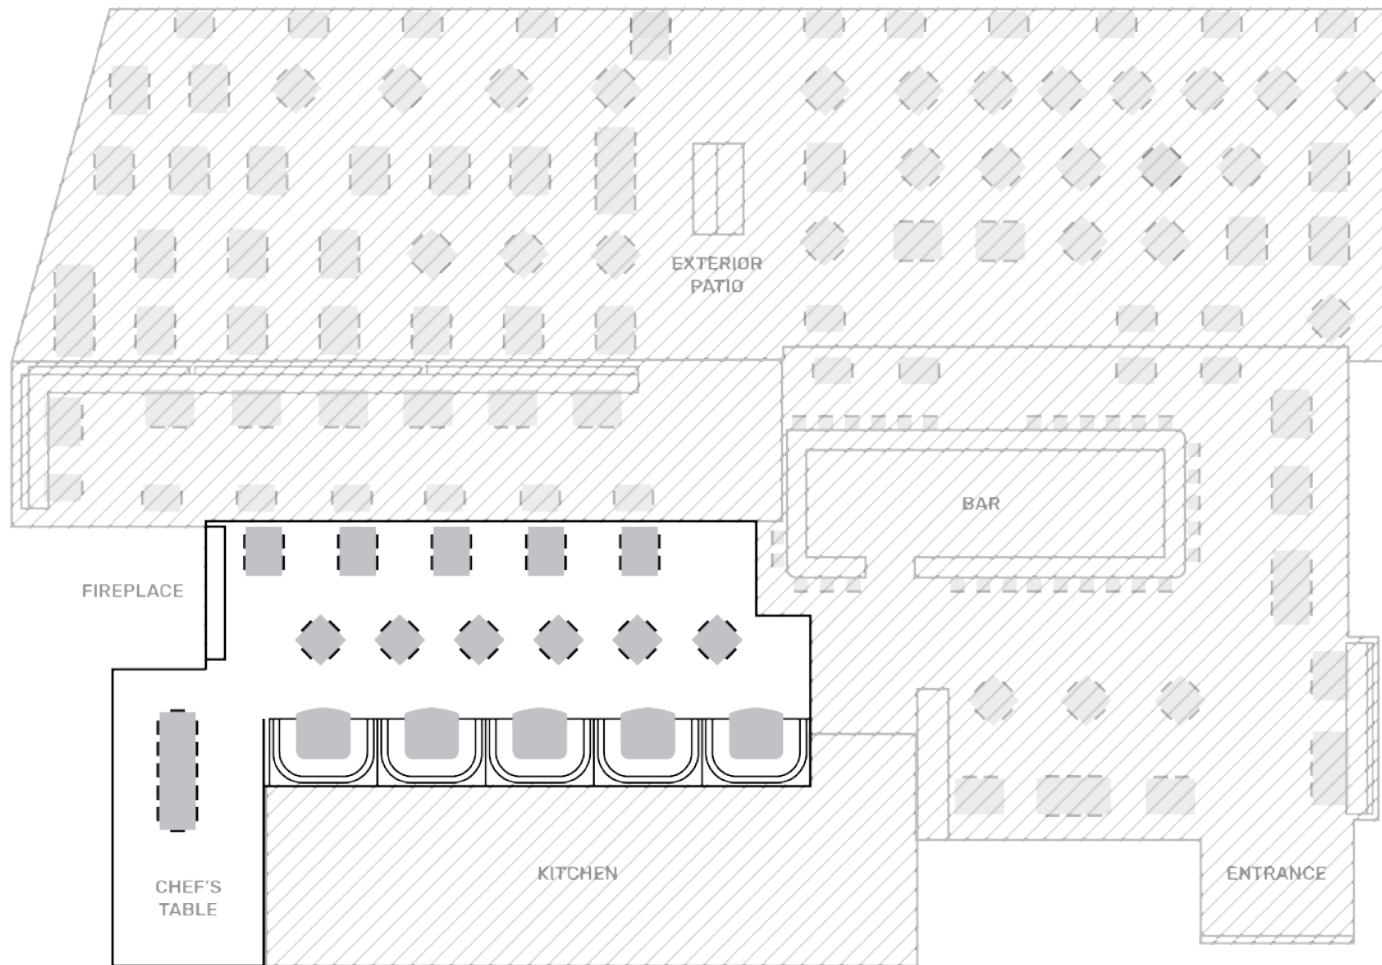 EXTERIOR
PATIO
BAR
FIREPLACE
KITCHEN
ENTRANCE
CHEF'S
TABLE